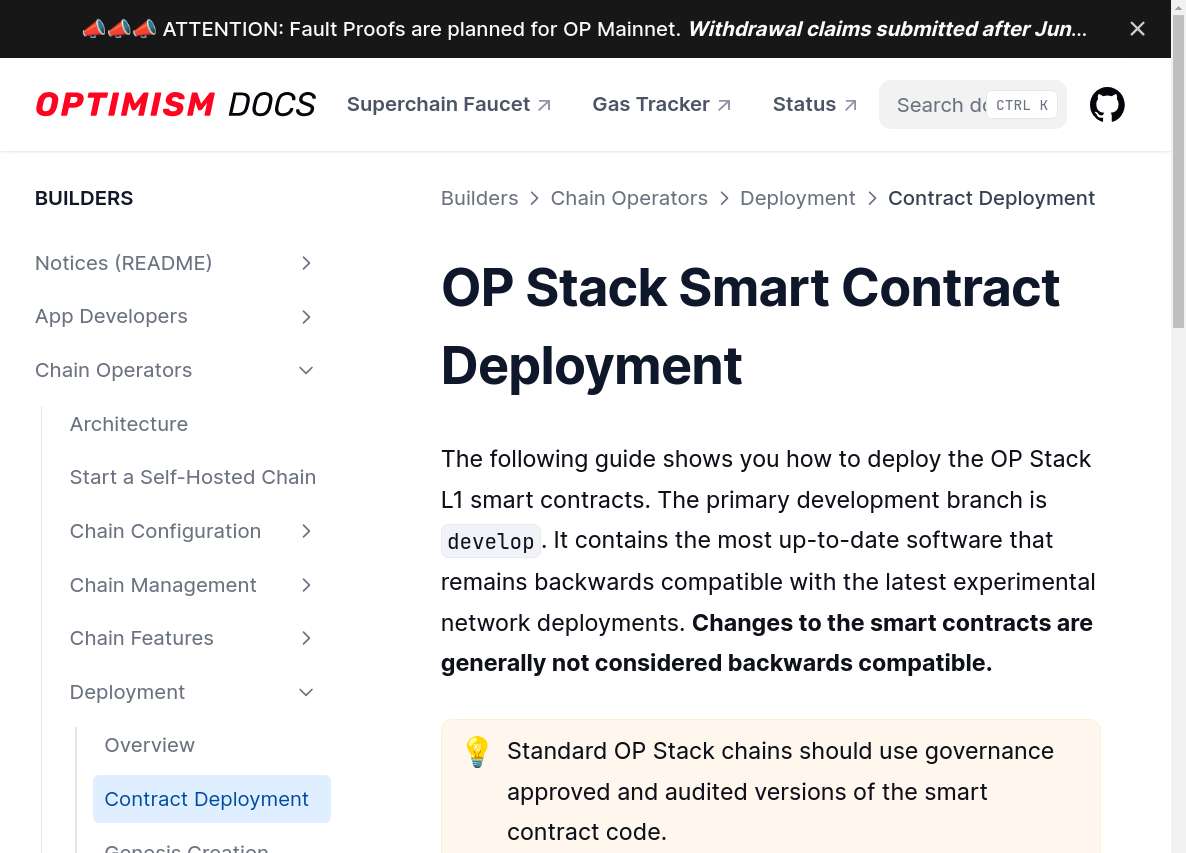 📣📣📣 ATTENTION: Fault Proofs are planned for OP Mainnet. Withdrawal claims submitted after Jun...
OPTIMISM DOCS
Superchain Faucet
Gas Tracker
Status
Search do
CTRL K
BUILDERS
Notices (README)
App Developers
Chain Operators
Architecture
Start a Self-Hosted Chain
Chain Configuration
Chain Management
Chain Features
Deployment
Overview
Contract Deployment
Genesis Creation
Builders > Chain Operators > Deployment > Contract Deployment
OP Stack Smart Contract
Deployment
The following guide shows you how to deploy the OP Stack
L1 smart contracts. The primary development branch is
develop. It contains the most up-to-date software that
remains backwards compatible with the latest experimental
network deployments. Changes to the smart contracts are
generally not considered backwards compatible.
Standard OP Stack chains should use governance
approved and audited versions of the smart
contract code.